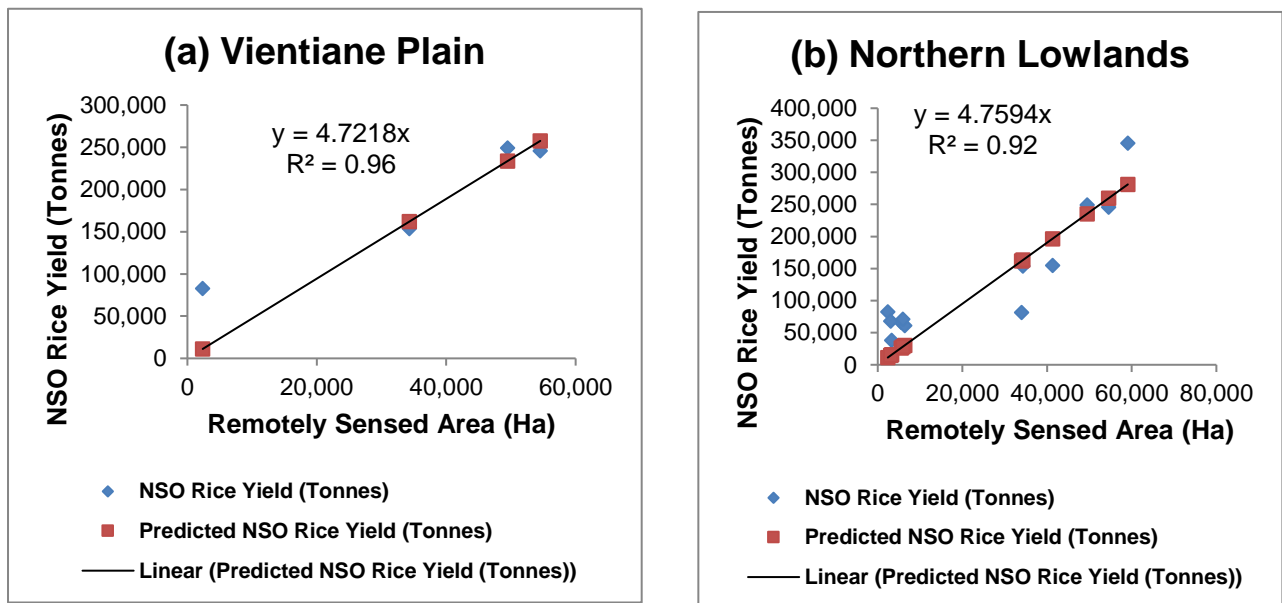 (a) Vientiane Plain
NSO Rice Yield (Tonnes)
300,000
250,000
200,000
150,000
100,000
50,000
0
y = 4.7218x
R² = 0.96
0
20,000
40,000
60,000
Remotely Sensed Area (Ha)
NSO Rice Yield (Tonnes)
Predicted NSO Rice Yield (Tonnes)
Linear (Predicted NSO Rice Yield (Tonnes))
(b) Northern Lowlands
NSO Rice Yield (Tonnes)
400,000
350,000
300,000
250,000
200,000
150,000
100,000
50,000
0
y = 4.7594x
R² = 0.92
0
20,000
40,000
60,000
80,000
Remotely Sensed Area (Ha)
NSO Rice Yield (Tonnes)
Predicted NSO Rice Yield (Tonnes)
Linear (Predicted NSO Rice Yield (Tonnes))